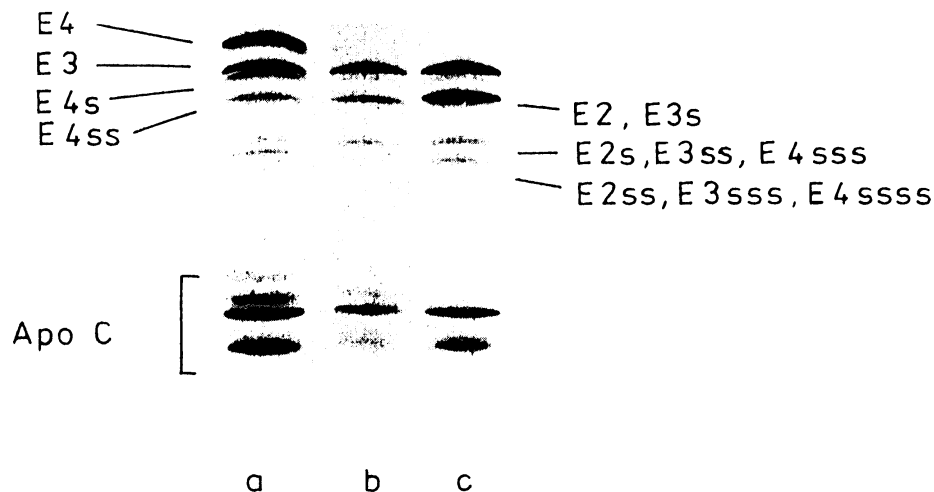 E4
E3
E4s
E4ss
E2, E3s
E2s,E3ss, E4sss
E2ss,E3sss,E4ssss
Apo C
a b c